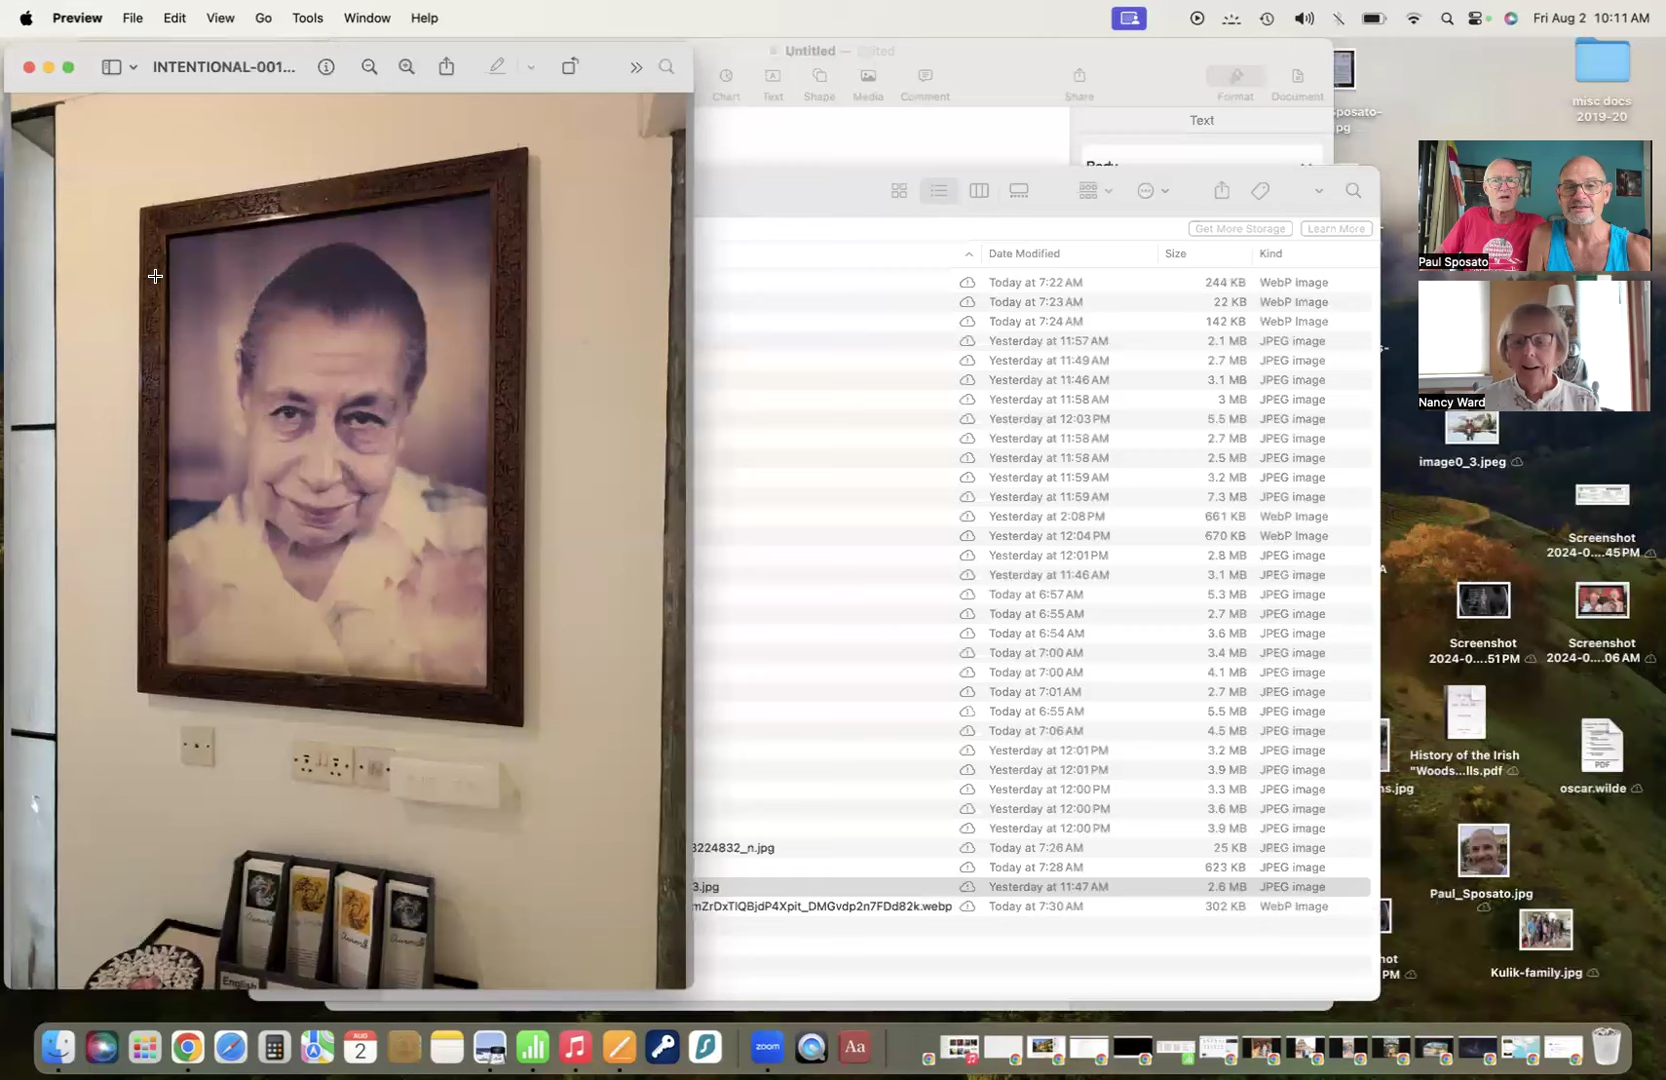 Preview File Edit View Go Tools Window Help Fri Aug 2 10:11 AM
INTENTIONAL-001...
Untitled — Edited
Chart Text Shape Media Comment Share Format Document
Text
Body
Get More Storage Learn More
Date Modified Size Kind
Today at 7:22 AM 244 KB WebP Image
Today at 7:23 AM 22 KB WebP Image
Today at 7:24 AM 142 KB WebP Image
Yesterday at 11:57 AM 2.1 MB JPEG image
Yesterday at 11:49 AM 2.7 MB JPEG image
Yesterday at 11:46 AM 3.1 MB JPEG image
Yesterday at 11:58 AM 3 MB JPEG image
Yesterday at 12:03 PM 5.5 MB JPEG image
Yesterday at 11:58 AM 2.7 MB JPEG image
Yesterday at 11:58 AM 2.5 MB JPEG image
Yesterday at 11:59 AM 3.2 MB JPEG image
Yesterday at 11:59 AM 7.3 MB JPEG image
Yesterday at 2:08 PM 661 KB WebP Image
Yesterday at 12:04 PM 670 KB WebP Image
Yesterday at 12:01 PM 2.8 MB JPEG image
Yesterday at 11:46 AM 3.1 MB JPEG image
Today at 6:57 AM 5.3 MB JPEG image
Today at 6:55 AM 2.7 MB JPEG image
Today at 6:54 AM 3.6 MB JPEG image
Today at 7:00 AM 3.4 MB JPEG image
Today at 7:00 AM 4.1 MB JPEG image
Today at 7:01 AM 2.7 MB JPEG image
Today at 6:55 AM 5.5 MB JPEG image
Today at 7:06 AM 4.5 MB JPEG image
Yesterday at 12:01 PM 3.2 MB JPEG image
Yesterday at 12:01 PM 3.9 MB JPEG image
Yesterday at 12:00 PM 3.3 MB JPEG image
Yesterday at 12:00 PM 3.6 MB JPEG image
Yesterday at 12:00 PM 3.9 MB JPEG image
3224832_n.jpg Today at 7:26 AM 25 KB JPEG image
Today at 7:28 AM 623 KB JPEG image
3.jpg Yesterday at 11:47 AM 2.6 MB JPEG image
mZrDxTlQBjdP4Xpit_DMGvdp2n7FDd82k.webp Today at 7:30 AM 302 KB WebP Image
English
misc docs
2019-20
Sposato-
jpg
Paul Sposato
Nancy Ward
image0_3.jpeg
Screenshot
2024-0....45 PM
Screenshot
2024-0....51 PM
Screenshot
2024-0....06 AM
History of the Irish
"Woods...lls.pdf
PDF
oscar.wilde
ns.jpg
Paul_Sposato.jpg
Kulik-family.jpg
not
PM
AUG
2
zoom
Aa